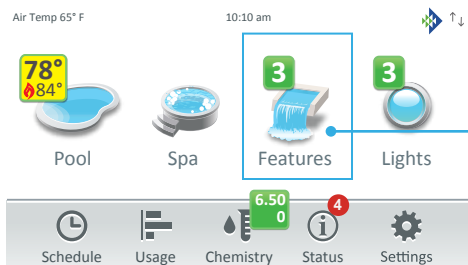 Air Temp 65° F 10:10 am
78°
84°
3
3
Pool Spa Features Lights
6.50
0
4
Schedule Usage Chemistry Status Settings